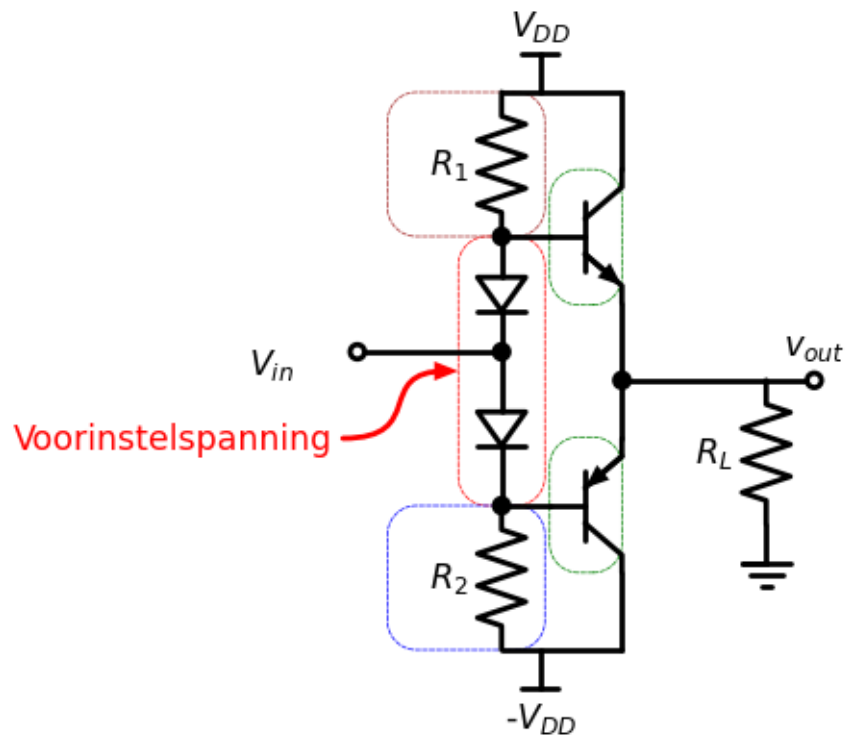 V_DD
R_1
V_in
v_out
Voorinstelspanning
R_L
R_2
-V_DD